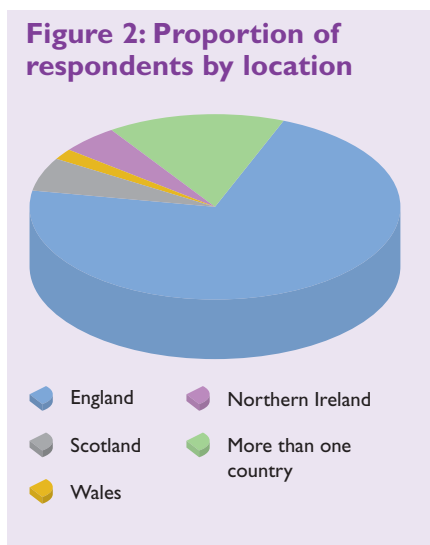 Figure 2: Proportion of
respondents by location
England
Scotland
Wales
Northern Ireland
More than one
country